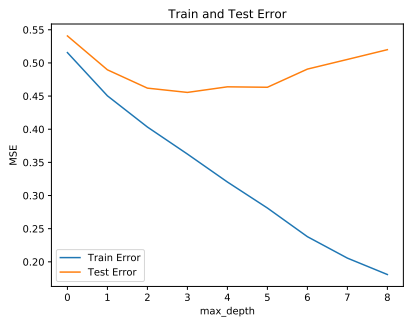 Train and Test Error
MSE
0.55
0.50
0.45
0.40
0.35
0.30
0.25
0.20
Train Error
Test Error
0 1 2 3 4 5 6 7 8
max_depth